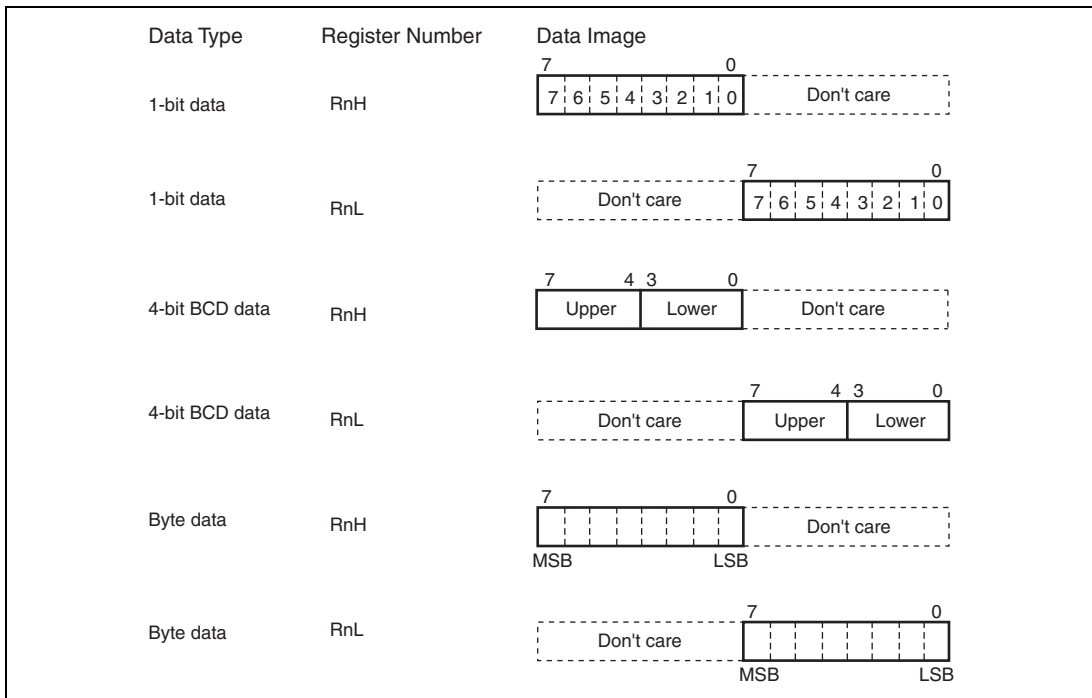 Data Type Register Number Data Image
7 0
1-bit data RnH 7 6 5 4 3 2 1 0 Don't care
7 0
1-bit data RnL Don't care 7 6 5 4 3 2 1 0
7 4 3 0
4-bit BCD data RnH Upper Lower Don't care
7 4 3 0
4-bit BCD data RnL Don't care Upper Lower
7 0
Byte data RnH Don't care
MSB LSB
7 0
Byte data RnL Don't care
MSB LSB